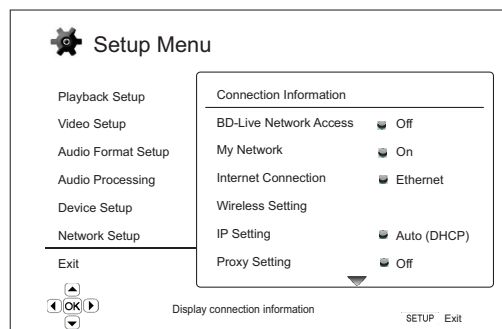 Setup Menu
Playback Setup
Video Setup
Audio Format Setup
Audio Processing
Device Setup
Network Setup
Exit
Connection Information
BD-Live Network Access Off
My Network On
Internet Connection Ethernet
Wireless Setting
IP Setting Auto (DHCP)
Proxy Setting Off
OK
Display connection information
SETUP Exit